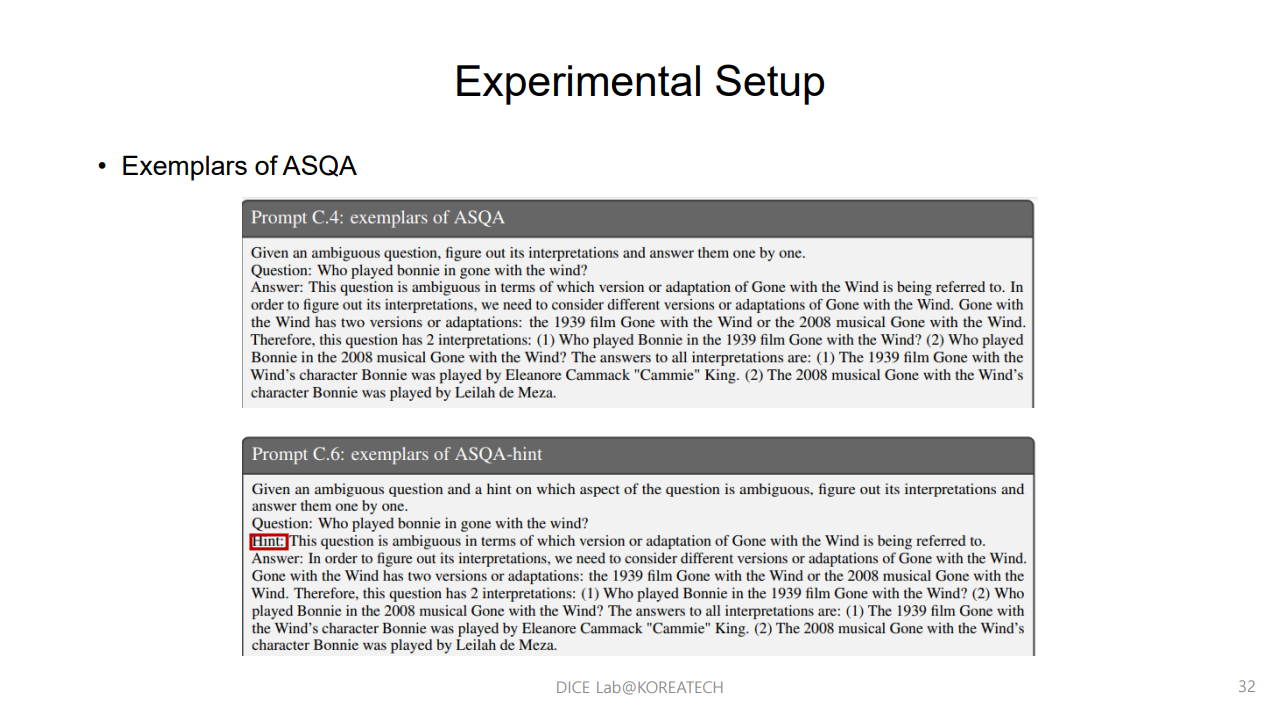 Experimental Setup
• Exemplars of ASQA
Prompt C.4: exemplars of ASQA
Given an ambiguous question, figure out its interpretations and answer them one by one.
Question: Who played bonnie in gone with the wind?
Answer: This question is ambiguous in terms of which version or adaptation of Gone with the Wind is being referred to. In
order to figure out its interpretations, we need to consider different versions or adaptations of Gone with the Wind. Gone with
the Wind has two versions or adaptations: the 1939 film Gone with the Wind or the 2008 musical Gone with the Wind.
Therefore, this question has 2 interpretations: (1) Who played Bonnie in the 1939 film Gone with the Wind? (2) Who played
Bonnie in the 2008 musical Gone with the Wind? The answers to all interpretations are: (1) The 1939 film Gone with the
Wind's character Bonnie was played by Eleanore Cammack "Cammie" King. (2) The 2008 musical Gone with the Wind's
character Bonnie was played by Leilah de Meza.
Prompt C.6: exemplars of ASQA-hint
Given an ambiguous question and a hint on which aspect of the question is ambiguous, figure out its interpretations and
answer them one by one.
Question: Who played bonnie in gone with the wind?
Hint: This question is ambiguous in terms of which version or adaptation of Gone with the Wind is being referred to.
Answer: In order to figure out its interpretations, we need to consider different versions or adaptations of Gone with the Wind.
Gone with the Wind has two versions or adaptations: the 1939 film Gone with the Wind or the 2008 musical Gone with the
Wind. Therefore, this question has 2 interpretations: (1) Who played Bonnie in the 1939 film Gone with the Wind? (2) Who
played Bonnie in the 2008 musical Gone with the Wind? The answers to all interpretations are: (1) The 1939 film Gone with
the Wind's character Bonnie was played by Eleanore Cammack "Cammie" King. (2) The 2008 musical Gone with the Wind's
character Bonnie was played by Leilah de Meza.
DICE Lab@KOREATECH
32